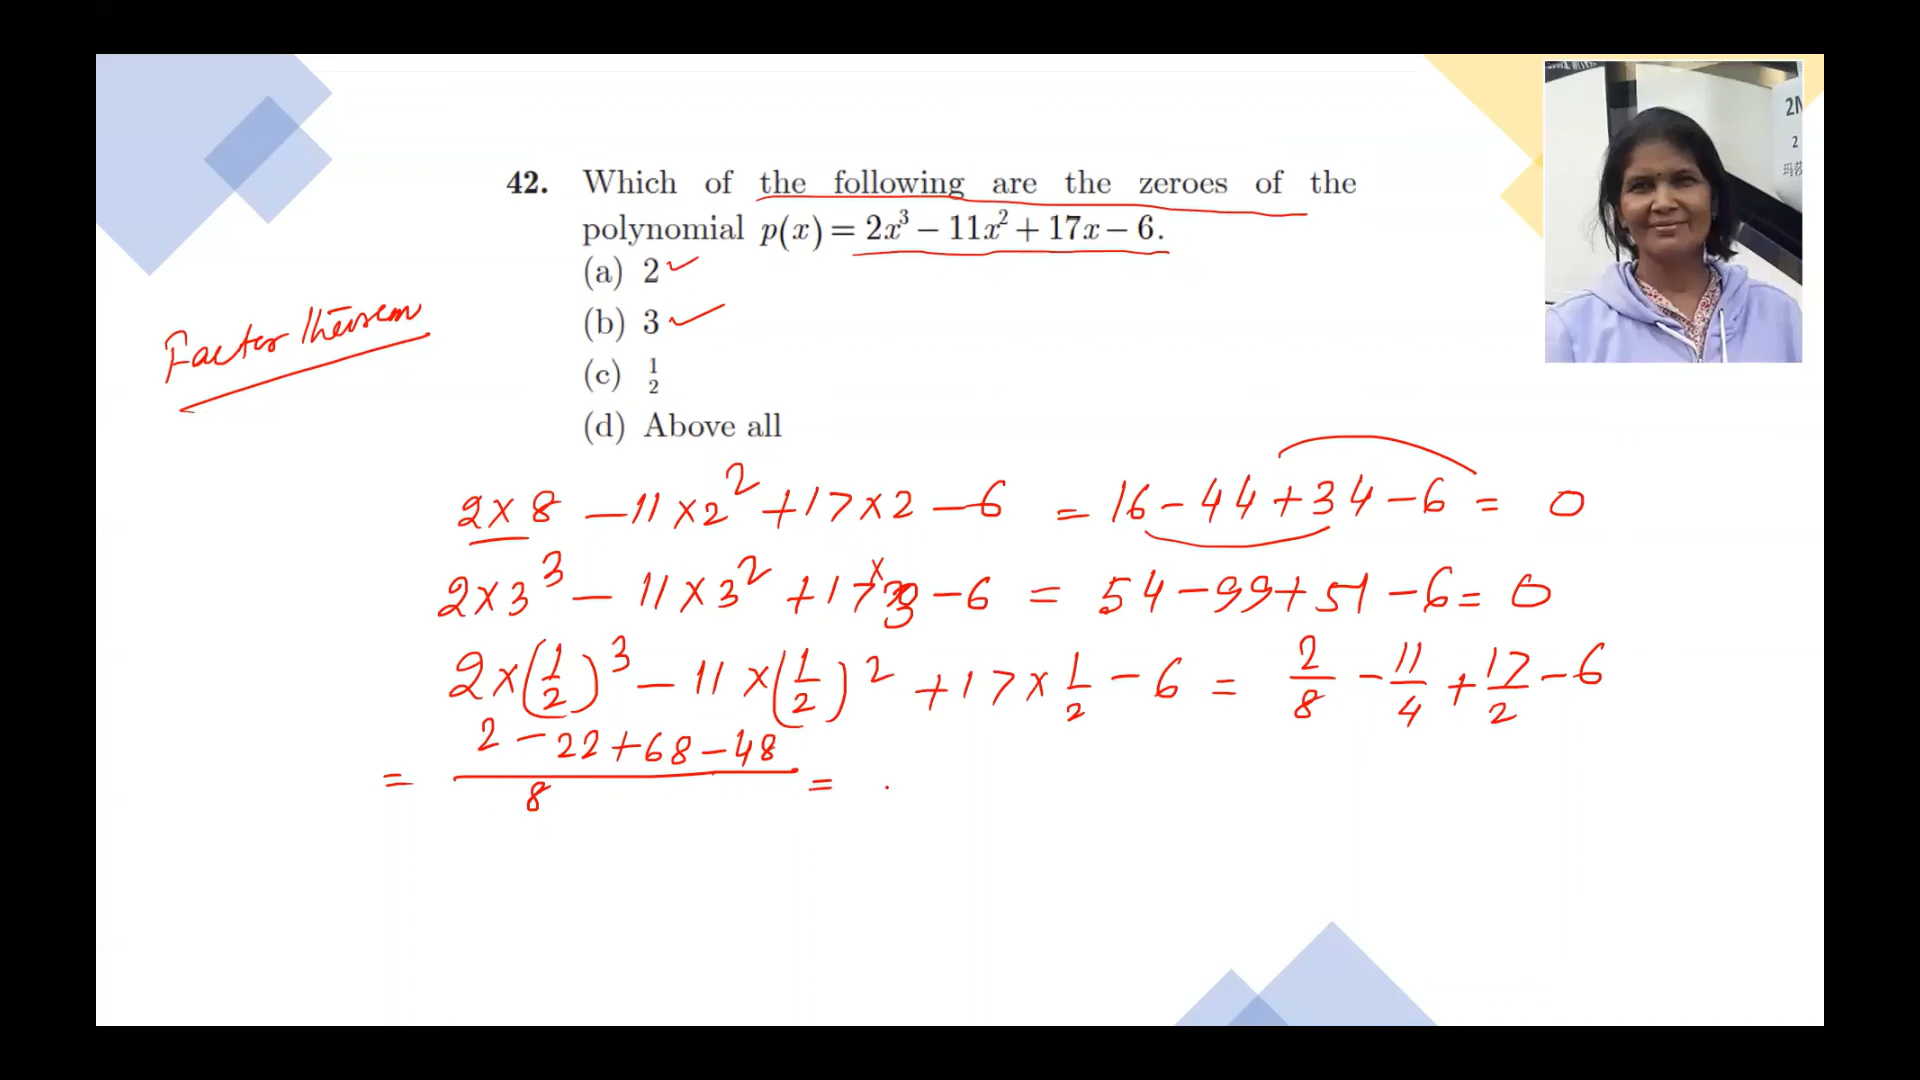 42. Which of the following are the zeroes of the
polynomial p(x) = 2x³ − 11x² + 17x − 6.
(a) 2 ✓
(b) 3 ✓
(c) 1/2
(d) Above all
Factor Theorem
2 × 8 − 11 × 2² + 17 × 2 − 6 = 16 − 44 + 34 − 6 = 0
2 × 3³ − 11 × 3² + 17 × 3 − 6 = 54 − 99 + 51 − 6 = 0
2 × (1/2)³ − 11 × (1/2)² + 17 × 1/2 − 6 = 2/8 − 11/4 + 17/2 − 6
= (2 − 22 + 68 − 48)/8 =
2